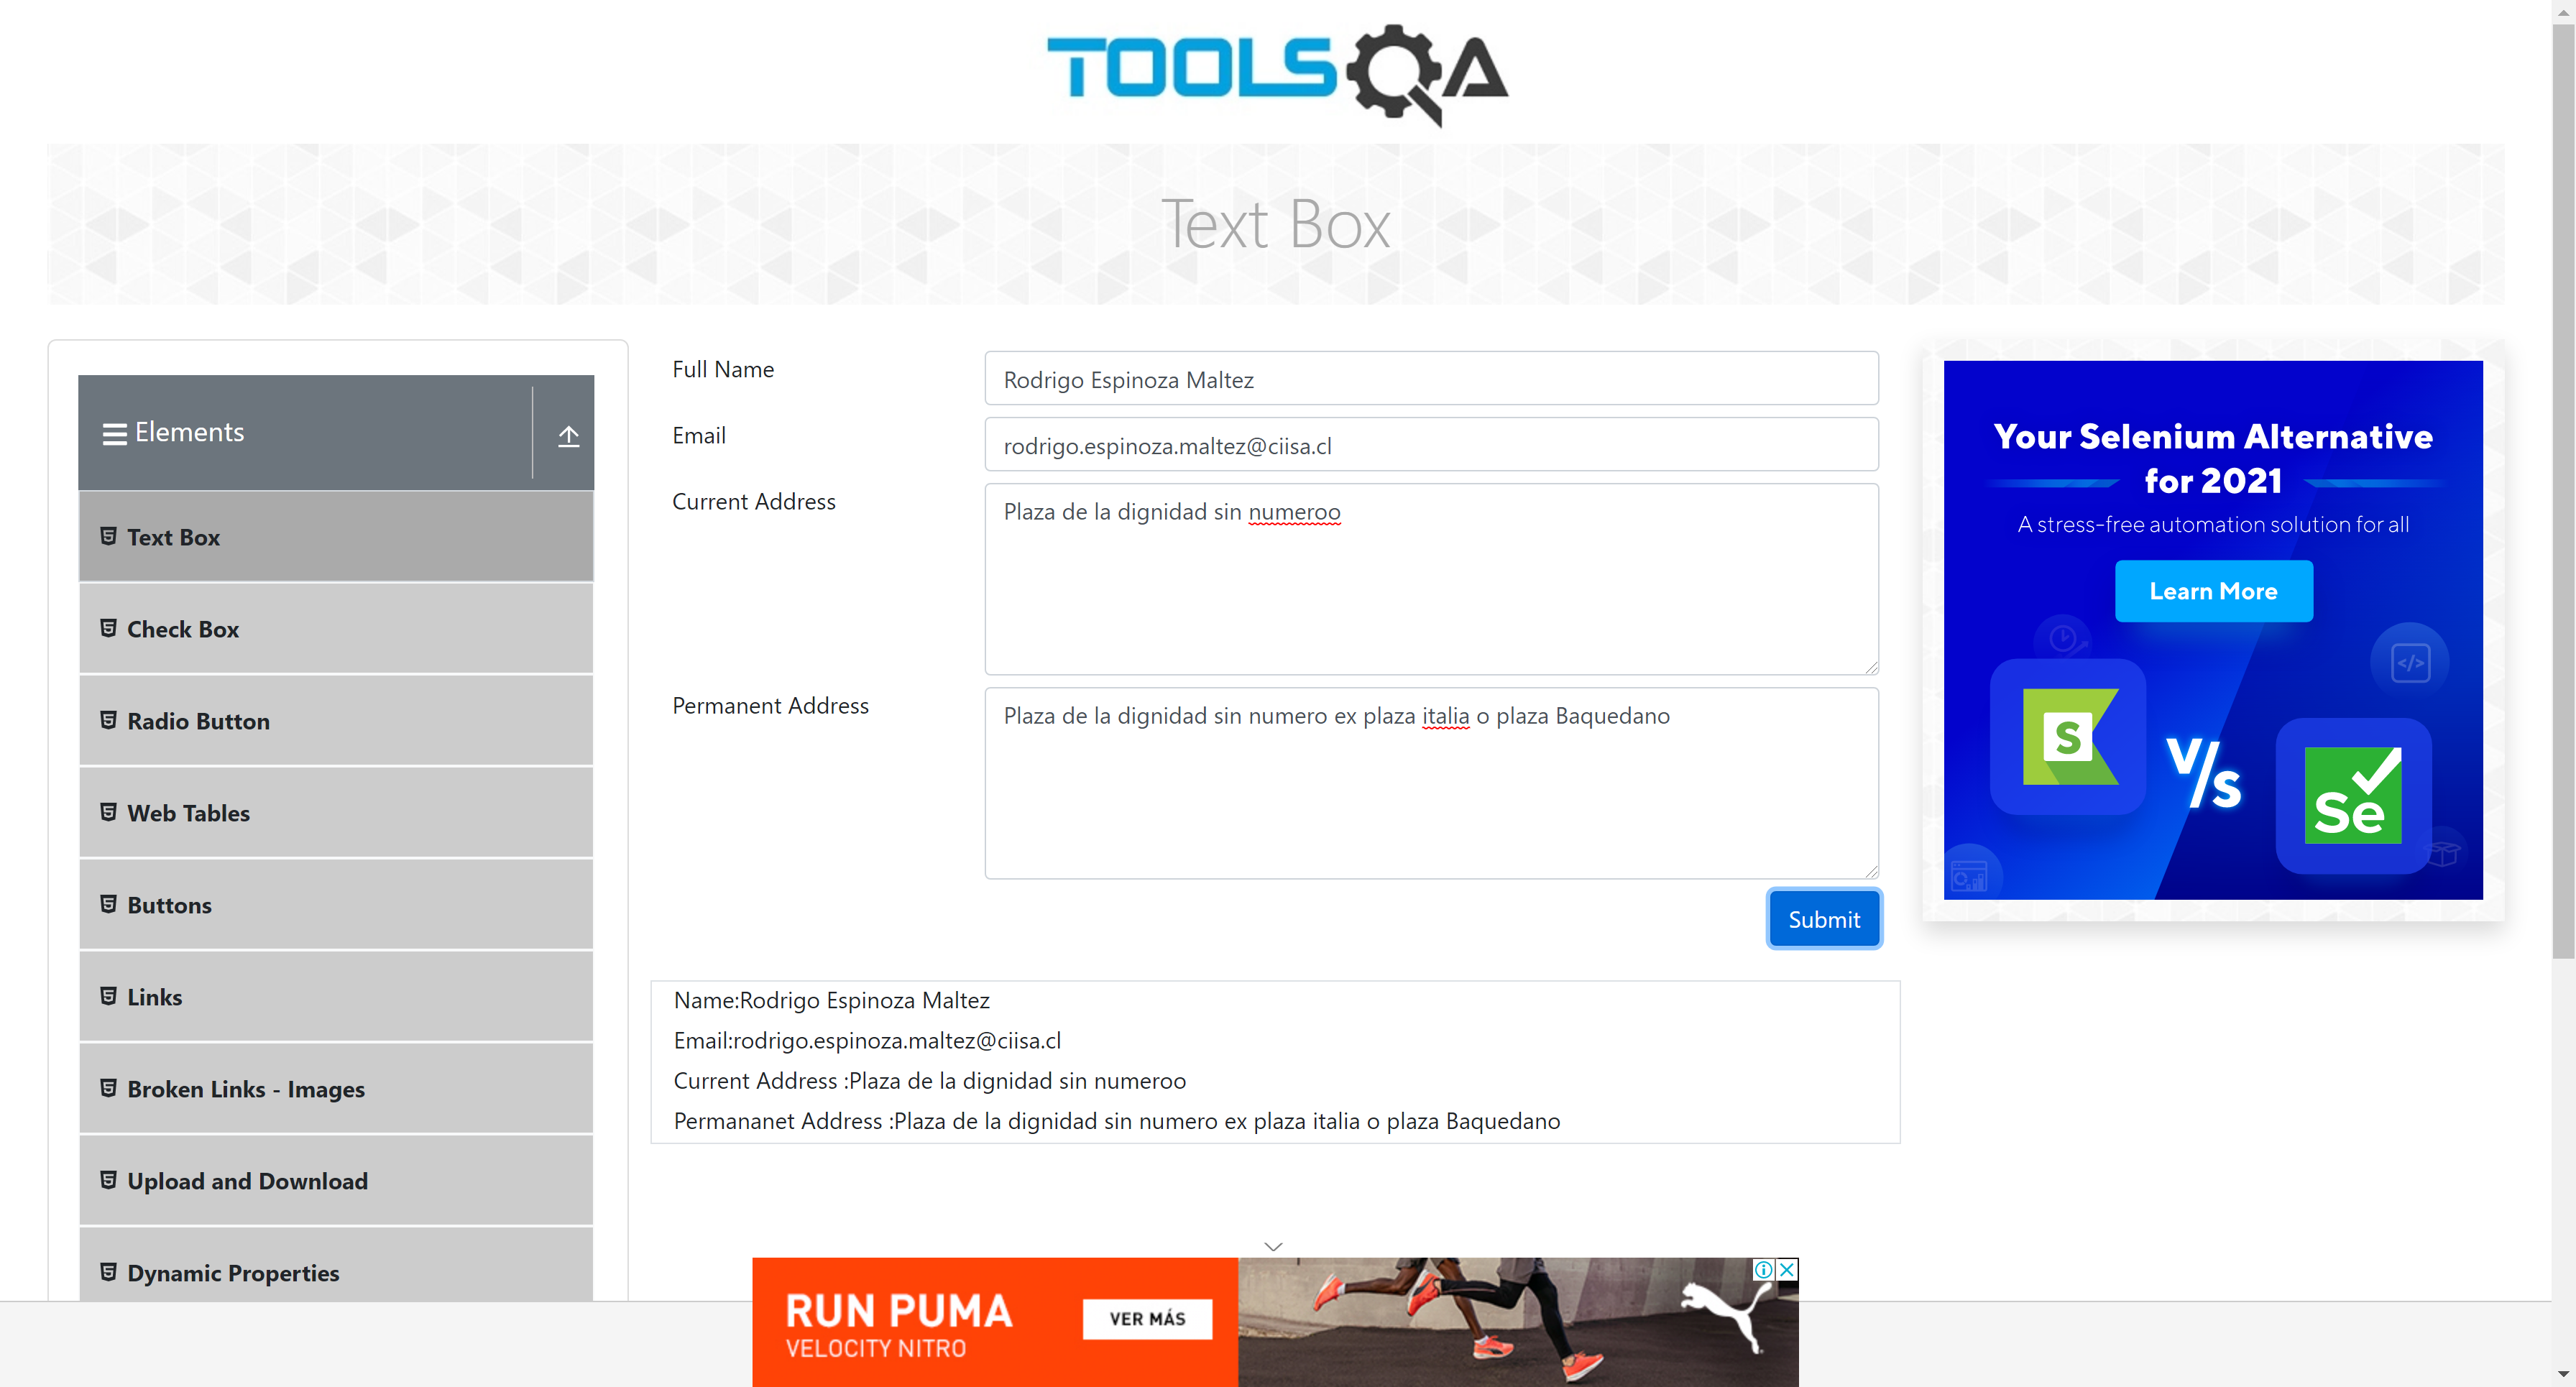 TOOLSQA
Text Box
Elements
Text Box
Check Box
Radio Button
Web Tables
Buttons
Links
Broken Links - Images
Upload and Download
Dynamic Properties
Full Name
Rodrigo Espinoza Maltez
Email
rodrigo.espinoza.maltez@ciisa.cl
Current Address
Plaza de la dignidad sin numeroo
Permanent Address
Plaza de la dignidad sin numero ex plaza italia o plaza Baquedano
Submit
Name:Rodrigo Espinoza Maltez
Email:rodrigo.espinoza.maltez@ciisa.cl
Current Address :Plaza de la dignidad sin numeroo
Permananet Address :Plaza de la dignidad sin numero ex plaza italia o plaza Baquedano
Your Selenium Alternative
for 2021
A stress-free automation solution for all
Learn More
</>
S
V/s
Se
RUN PUMA
VELOCITY NITRO
VER MÁS